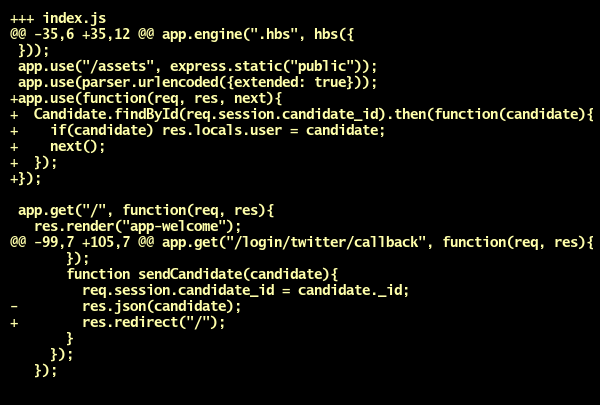 +++ index.js
@@ -35,6 +35,12 @@ app.engine(".hbs", hbs({
 }));
 app.use("/assets", express.static("public"));
 app.use(parser.urlencoded({extended: true}));
+app.use(function(req, res, next){
+  Candidate.findById(req.session.candidate_id).then(function(candidate){
+    if(candidate) res.locals.user = candidate;
+    next();
+  });
+});

 app.get("/", function(req, res){
   res.render("app-welcome");
@@ -99,7 +105,7 @@ app.get("/login/twitter/callback", function(req, res){
       });
       function sendCandidate(candidate){
         req.session.candidate_id = candidate._id;
-        res.json(candidate);
+        res.redirect("/");
       }
     });
   });